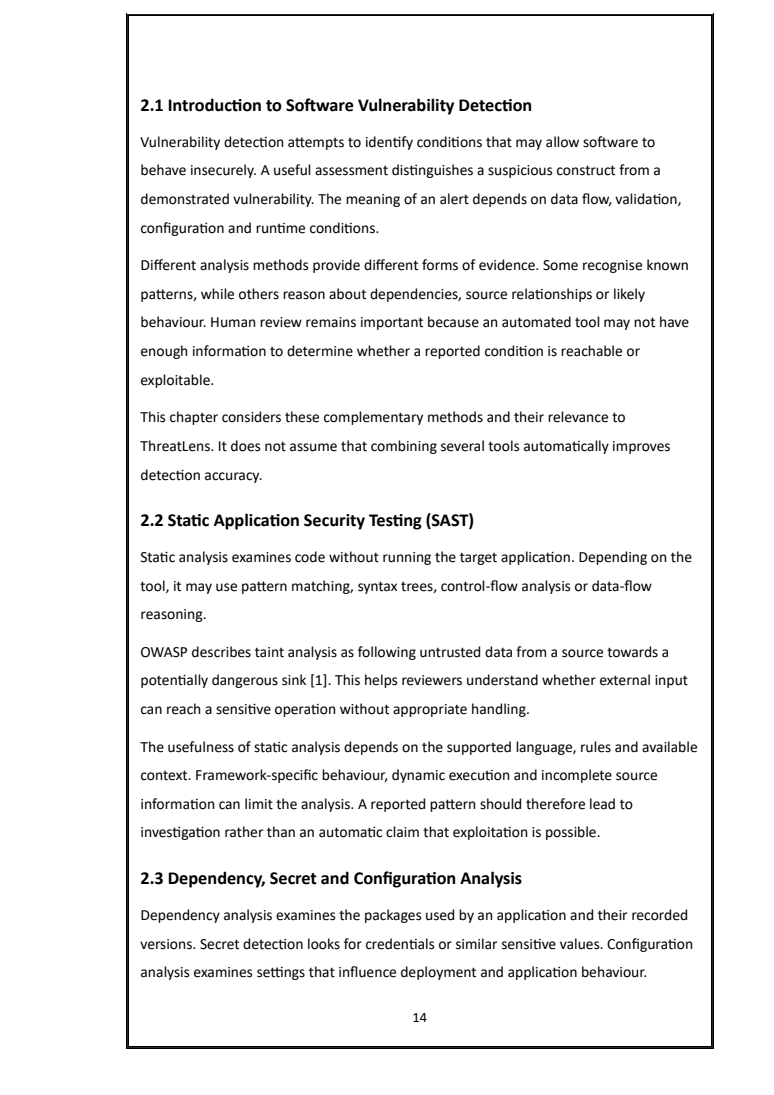 2.1 Introduction to Software Vulnerability Detection
Vulnerability detection attempts to identify conditions that may allow software to
behave insecurely. A useful assessment distinguishes a suspicious construct from a
demonstrated vulnerability. The meaning of an alert depends on data flow, validation,
configuration and runtime conditions.
Different analysis methods provide different forms of evidence. Some recognise known
patterns, while others reason about dependencies, source relationships or likely
behaviour. Human review remains important because an automated tool may not have
enough information to determine whether a reported condition is reachable or
exploitable.
This chapter considers these complementary methods and their relevance to
ThreatLens. It does not assume that combining several tools automatically improves
detection accuracy.
2.2 Static Application Security Testing (SAST)
Static analysis examines code without running the target application. Depending on the
tool, it may use pattern matching, syntax trees, control-flow analysis or data-flow
reasoning.
OWASP describes taint analysis as following untrusted data from a source towards a
potentially dangerous sink [1]. This helps reviewers understand whether external input
can reach a sensitive operation without appropriate handling.
The usefulness of static analysis depends on the supported language, rules and available
context. Framework-specific behaviour, dynamic execution and incomplete source
information can limit the analysis. A reported pattern should therefore lead to
investigation rather than an automatic claim that exploitation is possible.
2.3 Dependency, Secret and Configuration Analysis
Dependency analysis examines the packages used by an application and their recorded
versions. Secret detection looks for credentials or similar sensitive values. Configuration
analysis examines settings that influence deployment and application behaviour.
14